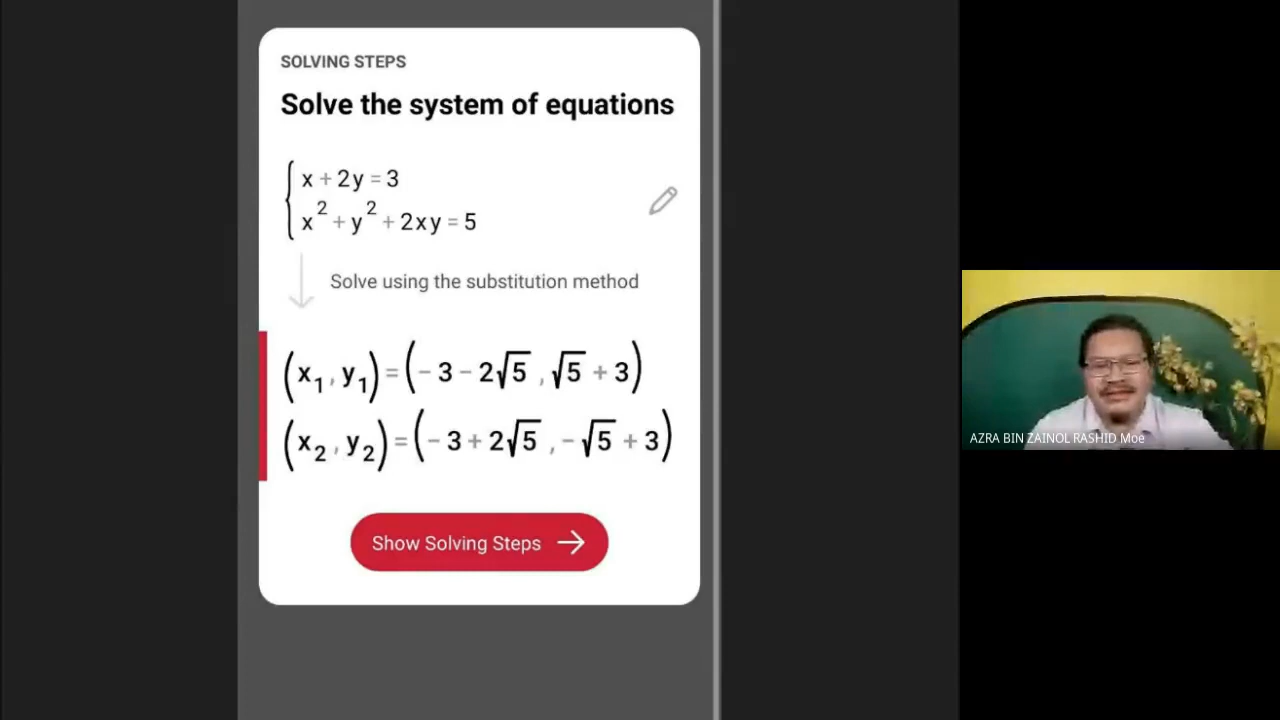 SOLVING STEPS
Solve the system of equations
x + 2y = 3
x² + y² + 2xy = 5
Solve using the substitution method
(x₁, y₁) = (- 3 - 2√5 , √5 + 3)
(x₂, y₂) = (- 3 + 2√5 , - √5 + 3)
Show Solving Steps
AZRA BIN ZAINOL RASHID Moe